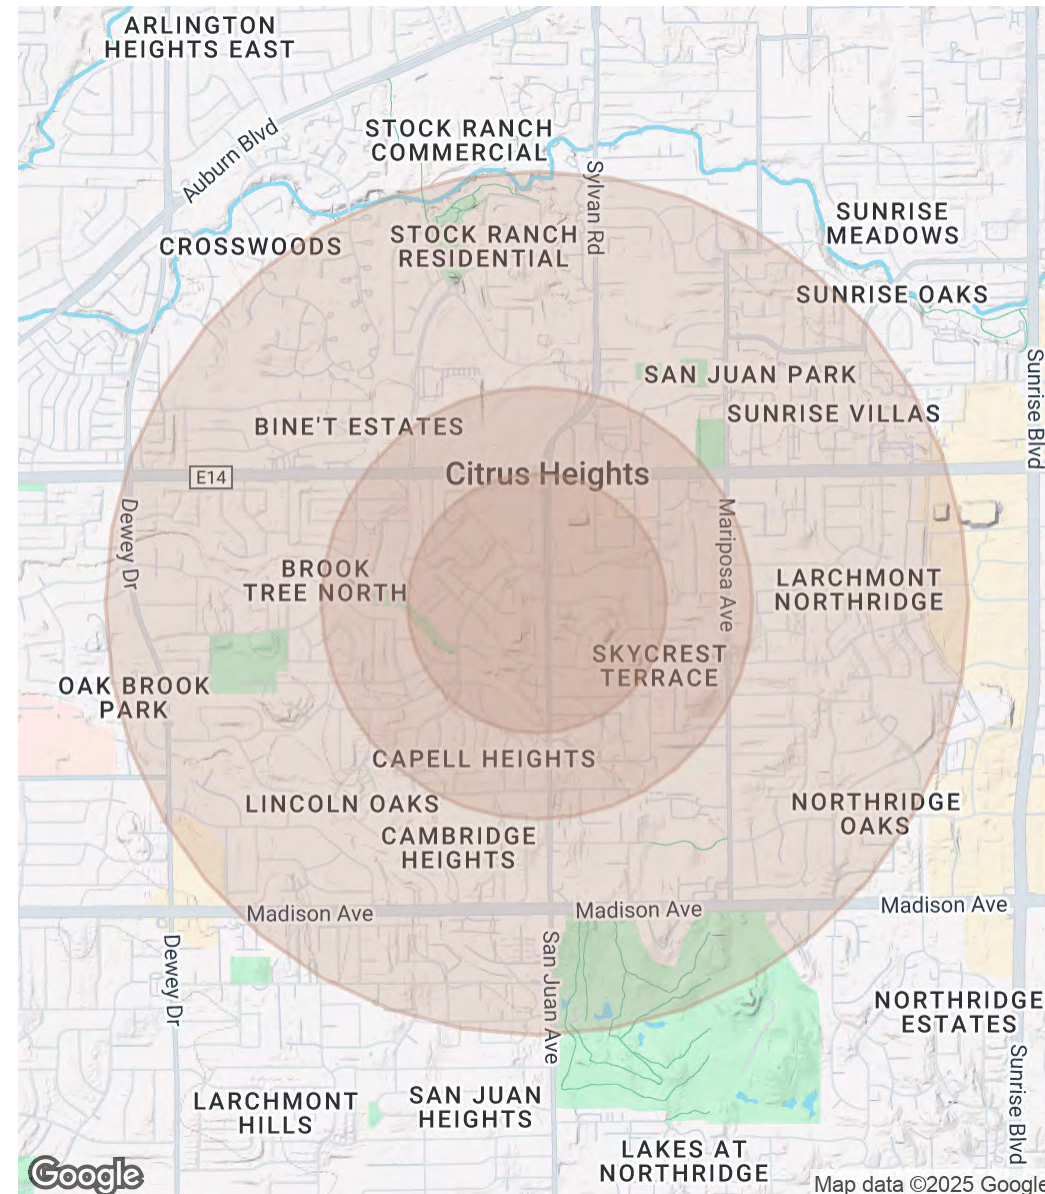 ARLINGTON
HEIGHTS EAST
STOCK RANCH
COMMERCIAL
Auburn Blvd
Sylvan Rd
SUNRISE
MEADOWS
CROSSWOODS
STOCK RANCH
RESIDENTIAL
SUNRISE OAKS
SAN JUAN PARK
Sunrise Blvd
SUNRISE VILLAS
BINE'T ESTATES
Citrus Heights
E14
Dewey Dr
Mariposa Ave
BROOK
TREE NORTH
LARCHMONT
NORTHRIDGE
SKYCREST
TERRACE
OAK BROOK
PARK
CAPELL HEIGHTS
LINCOLN OAKS
NORTHRIDGE
OAKS
CAMBRIDGE
HEIGHTS
Madison Ave
Madison Ave
Madison Ave
Dewey Dr
San Juan Ave
NORTHRIDGE
ESTATES
Sunrise Blvd
LARCHMONT
HILLS
SAN JUAN
HEIGHTS
LAKES AT
NORTHRIDGE
Google
Map data ©2025 Google